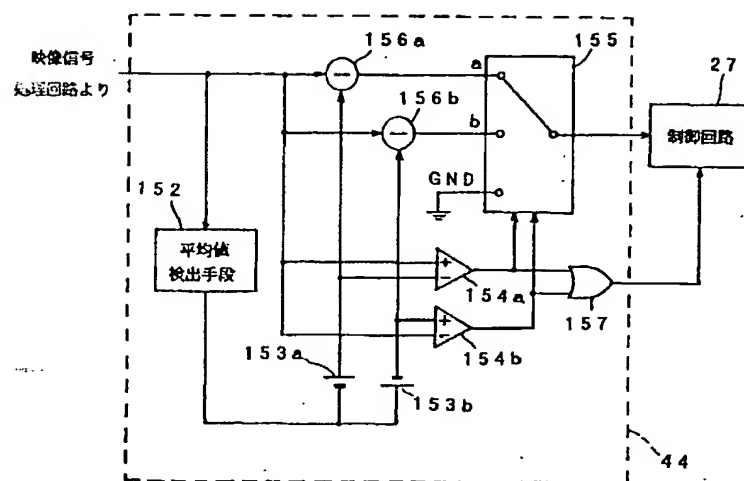 映像信号
処理回路より
156a
155
a
27
156b
b
制御回路
GND
152
平均値
検出手段
+
−
154a
157
+
−
154b
153a
153b
44